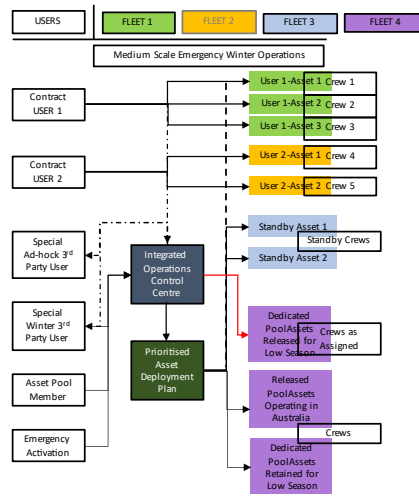 USERS
FLEET 1
FLEET 2
FLEET 3
FLEET 4
Medium Scale Emergency Winter Operations
Contract
USER 1
User 1-Asset 1
Crew 1
User 1-Asset 2
Crew 2
User 1-Asset 3
Crew 3
Contract
USER 2
User 2-Asset 1
Crew 4
User 2-Asset 2
Crew 5
Special
Ad-hock 3rd
Party User
Integrated
Operations
Control
Centre
Standby Asset 1
Standby Crews
Standby Asset 2
Special
Winter 3rd
Party User
Dedicated
PoolAssets
Released for
Low Season
Crews as
Assigned
Prioritised
Asset
Deployment
Plan
Asset Pool
Member
Released
PoolAssets
Operating in
Australia
Crews
Emergency
Activation
Dedicated
PoolAssets
Retained for
Low Season